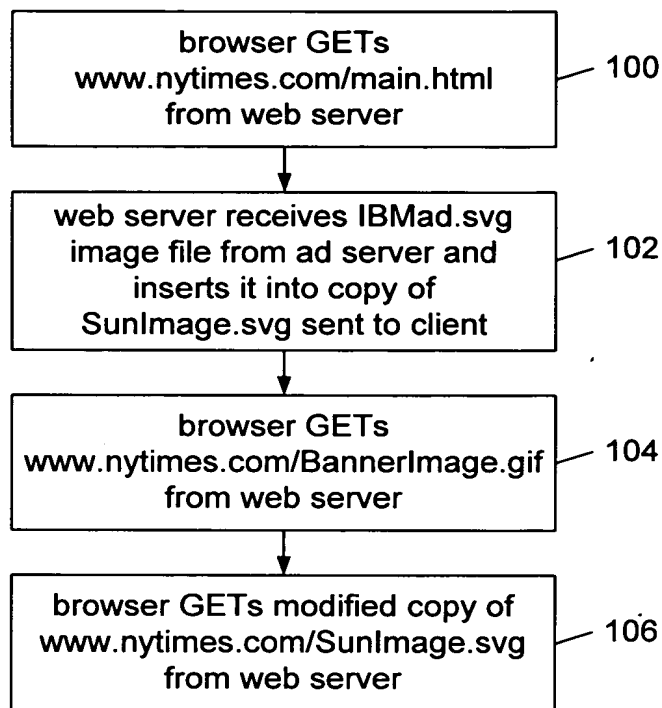 browser GETs
www.nytimes.com/main.html
from web server
100
web server receives IBMad.svg
image file from ad server and
inserts it into copy of
SunImage.svg sent to client
102
browser GETs
www.nytimes.com/BannerImage.gif
from web server
104
browser GETs modified copy of
www.nytimes.com/SunImage.svg
from web server
106